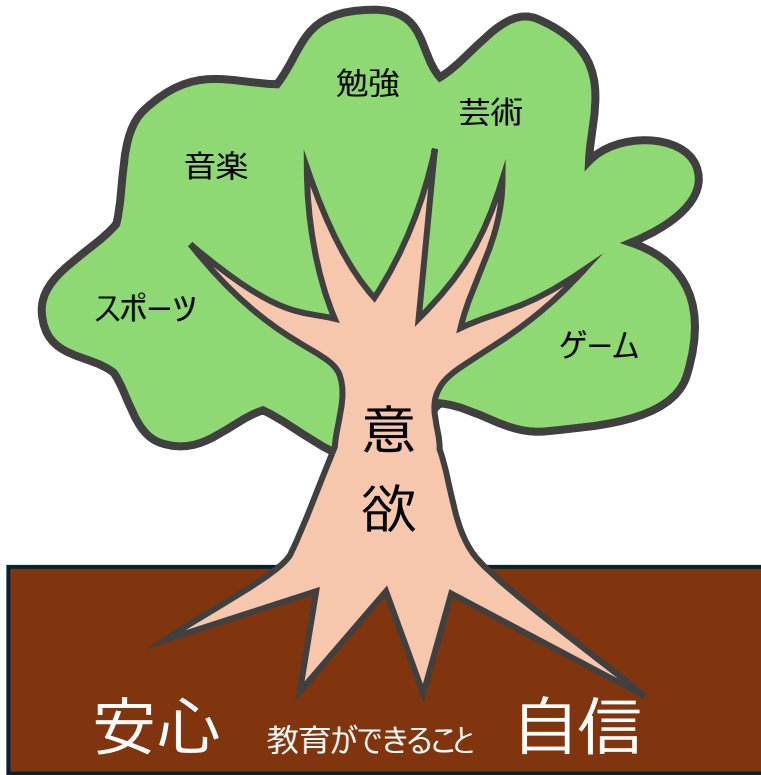 勉強
芸術
音楽
スポーツ
ゲーム
意
欲
安心 教育ができること 自信